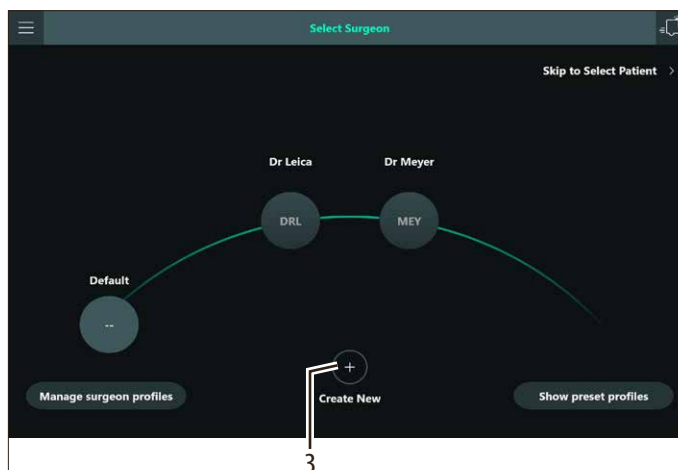 Select Surgeon
Skip to Select Patient
Dr Leica
Dr Meyer
DRL
MEY
Default
--
Manage surgeon profiles
Create New
Show preset profiles
3